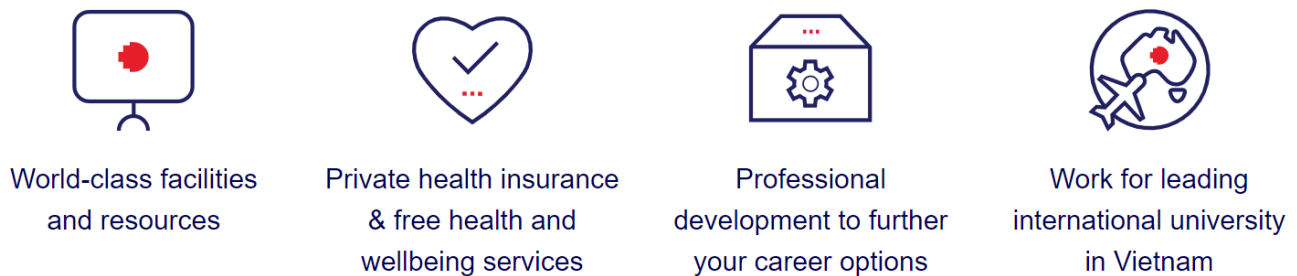 World-class facilities
and resources
Private health insurance
& free health and
wellbeing services
Professional
development to further
your career options
Work for leading
international university
in Vietnam